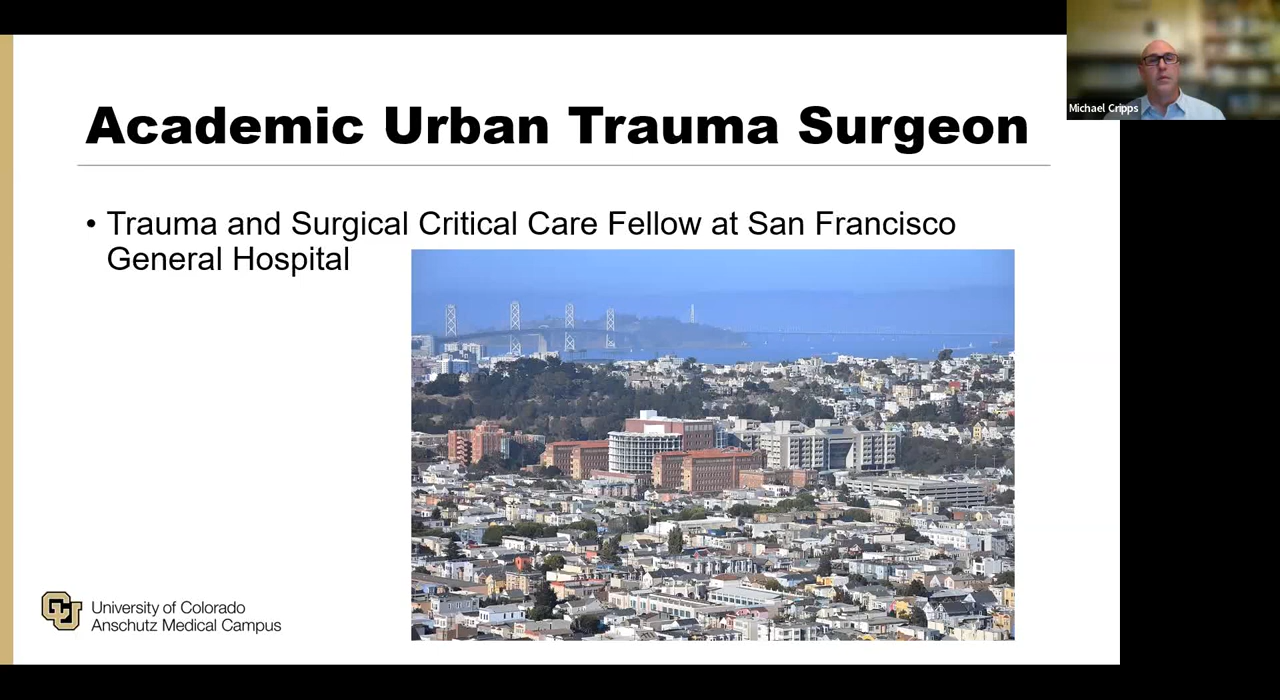 Academic Urban Trauma Surgeon
Michael Cripps
• Trauma and Surgical Critical Care Fellow at San Francisco
General Hospital
University of Colorado
Anschutz Medical Campus